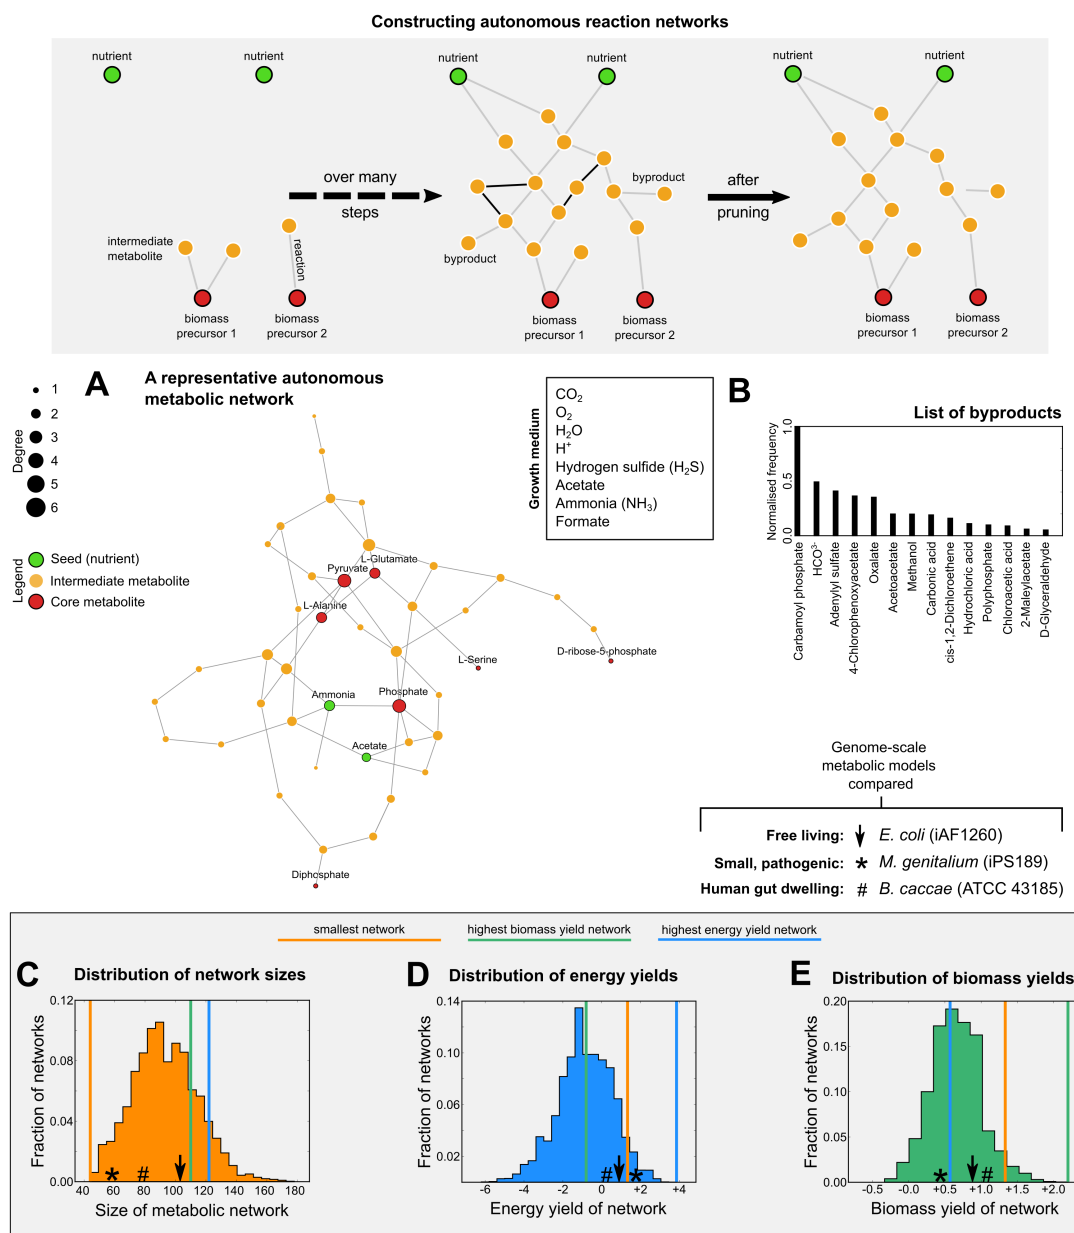 Constructing autonomous reaction networks
nutrient
nutrient
nutrient
nutrient
nutrient
nutrient
over many
steps
byproduct
after
pruning
intermediate
metabolite
reaction
byproduct
biomass
precursor 1
biomass
precursor 2
biomass
precursor 1
biomass
precursor 2
biomass
precursor 1
biomass
precursor 2
A
A representative autonomous
metabolic network
Degree
1
2
3
4
5
6
Legend
Seed (nutrient)
Intermediate metabolite
Core metabolite
Growth medium
CO2
O2
H2O
H+
Hydrogen sulfide (H2S)
Acetate
Ammonia (NH3)
Formate
L-Glutamate
Pyruvate
L-Alanine
L-Serine
D-ribose-5-phosphate
Ammonia
Phosphate
Acetate
Diphosphate
B
List of byproducts
Normalised frequency
1.0
0.5
0.0
Carbamoyl phosphate
HCO3-
Adenylyl sulfate
4-Chlorophenoxyacetate
Oxalate
Acetoacetate
Methanol
Carbonic acid
cis-1,2-Dichloroethene
Hydrochloric acid
Polyphosphate
Chloroacetic acid
2-Maleylacetate
D-Glyceraldehyde
Genome-scale
metabolic models
compared
Free living: E. coli (iAF1260)
Small, pathogenic: * M. genitalium (iPS189)
Human gut dwelling: # B. caccae (ATCC 43185)
smallest network
highest biomass yield network
highest energy yield network
C
Distribution of network sizes
Fraction of networks
0.12
0.08
0.04
0.00
* #
40 60 80 100 120 140 160 180
Size of metabolic network
D
Distribution of energy yields
Fraction of networks
0.14
0.10
0.06
0.02
# *
-6 -4 -2 0 +2 +4
Energy yield of network
E
Distribution of biomass yields
Fraction of networks
0.20
0.15
0.10
0.05
0.00
* #
-0.5 -0.0 +0.5 +1.0 +1.5 +2.0
Biomass yield of network